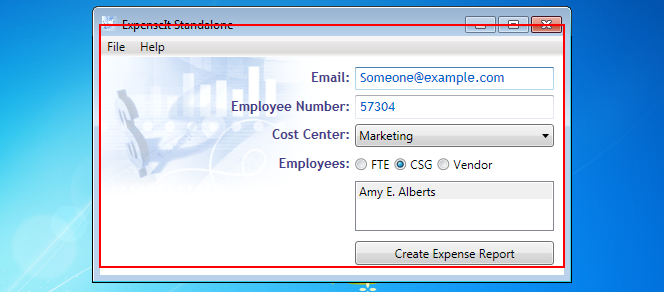 ExpenseIt Standalone
File Help
Email: Someone@example.com
Employee Number: 57304
Cost Center: Marketing
Employees: FTE CSG Vendor
Amy E. Alberts
Create Expense Report